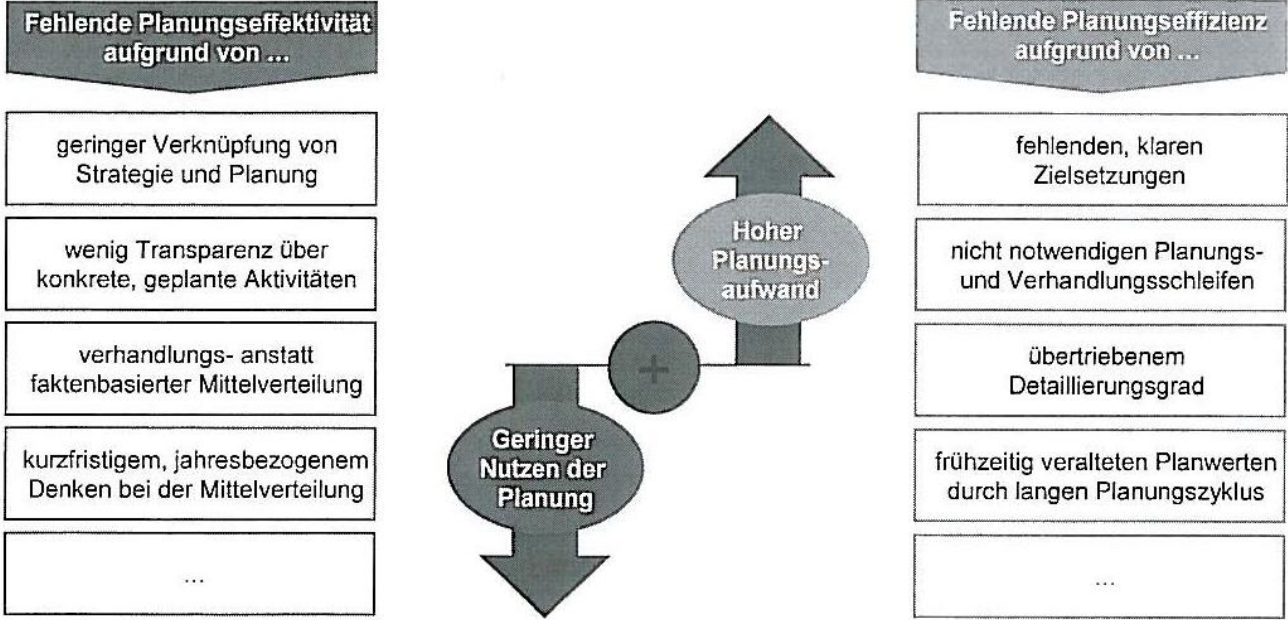 Fehlende Planungseffektivität
aufgrund von ...
geringer Verknüpfung von
Strategie und Planung
wenig Transparenz über
konkrete, geplante Aktivitäten
verhandlungs- anstatt
faktenbasierter Mittelverteilung
kurzfristigem, jahresbezogenem
Denken bei der Mittelverteilung
...
Hoher
Planungs-
aufwand
+
Geringer
Nutzen der
Planung
Fehlende Planungseffizienz
aufgrund von ...
fehlenden, klaren
Zielsetzungen
nicht notwendigen Planungs-
und Verhandlungsschleifen
übertriebenem
Detaillierungsgrad
frühzeitig veralteten Planwerten
durch langen Planungszyklus
...